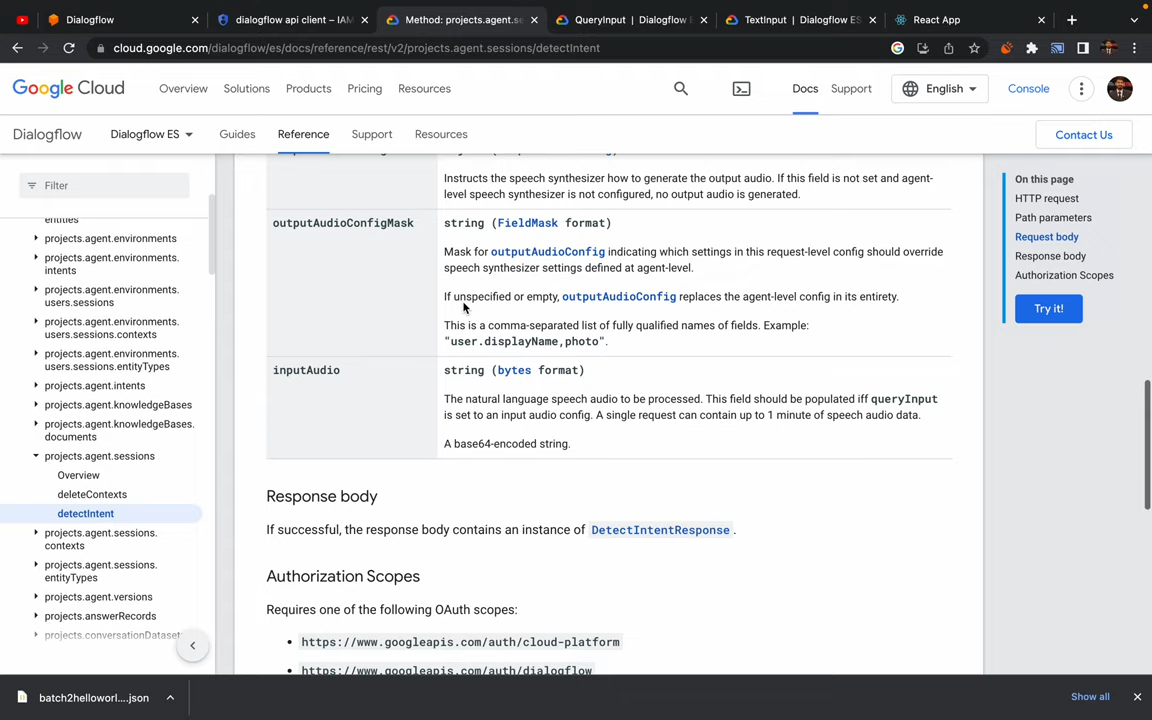 Dialogflow
dialogflow api client – IAM
Method: projects.agent.se
QueryInput | Dialogflow E
TextInput | Dialogflow ES
React App
cloud.google.com/dialogflow/es/docs/reference/rest/v2/projects.agent.sessions/detectIntent
Google Cloud
Overview
Solutions
Products
Pricing
Resources
Docs
Support
English
Console
Dialogflow
Dialogflow ES
Guides
Reference
Support
Resources
Contact Us
Filter
entities
projects.agent.environments
projects.agent.environments.
intents
projects.agent.environments.
users.sessions
projects.agent.environments.
users.sessions.contexts
projects.agent.environments.
users.sessions.entityTypes
projects.agent.intents
projects.agent.knowledgeBases
projects.agent.knowledgeBases.
documents
projects.agent.sessions
Overview
deleteContexts
detectIntent
projects.agent.sessions.
contexts
projects.agent.sessions.
entityTypes
projects.agent.versions
projects.answerRecords
projects.conversationDatasets
Instructs the speech synthesizer how to generate the output audio. If this field is not set and agent-
level speech synthesizer is not configured, no output audio is generated.
outputAudioConfigMask
string (FieldMask format)
Mask for outputAudioConfig indicating which settings in this request-level config should override
speech synthesizer settings defined at agent-level.
If unspecified or empty, outputAudioConfig replaces the agent-level config in its entirety.
This is a comma-separated list of fully qualified names of fields. Example:
"user.displayName,photo".
inputAudio
string (bytes format)
The natural language speech audio to be processed. This field should be populated iff queryInput
is set to an input audio config. A single request can contain up to 1 minute of speech audio data.
A base64-encoded string.
Response body
If successful, the response body contains an instance of DetectIntentResponse.
Authorization Scopes
Requires one of the following OAuth scopes:
https://www.googleapis.com/auth/cloud-platform
https://www.googleapis.com/auth/dialogflow
On this page
HTTP request
Path parameters
Request body
Response body
Authorization Scopes
Try it!
batch2helloworl....json
Show all